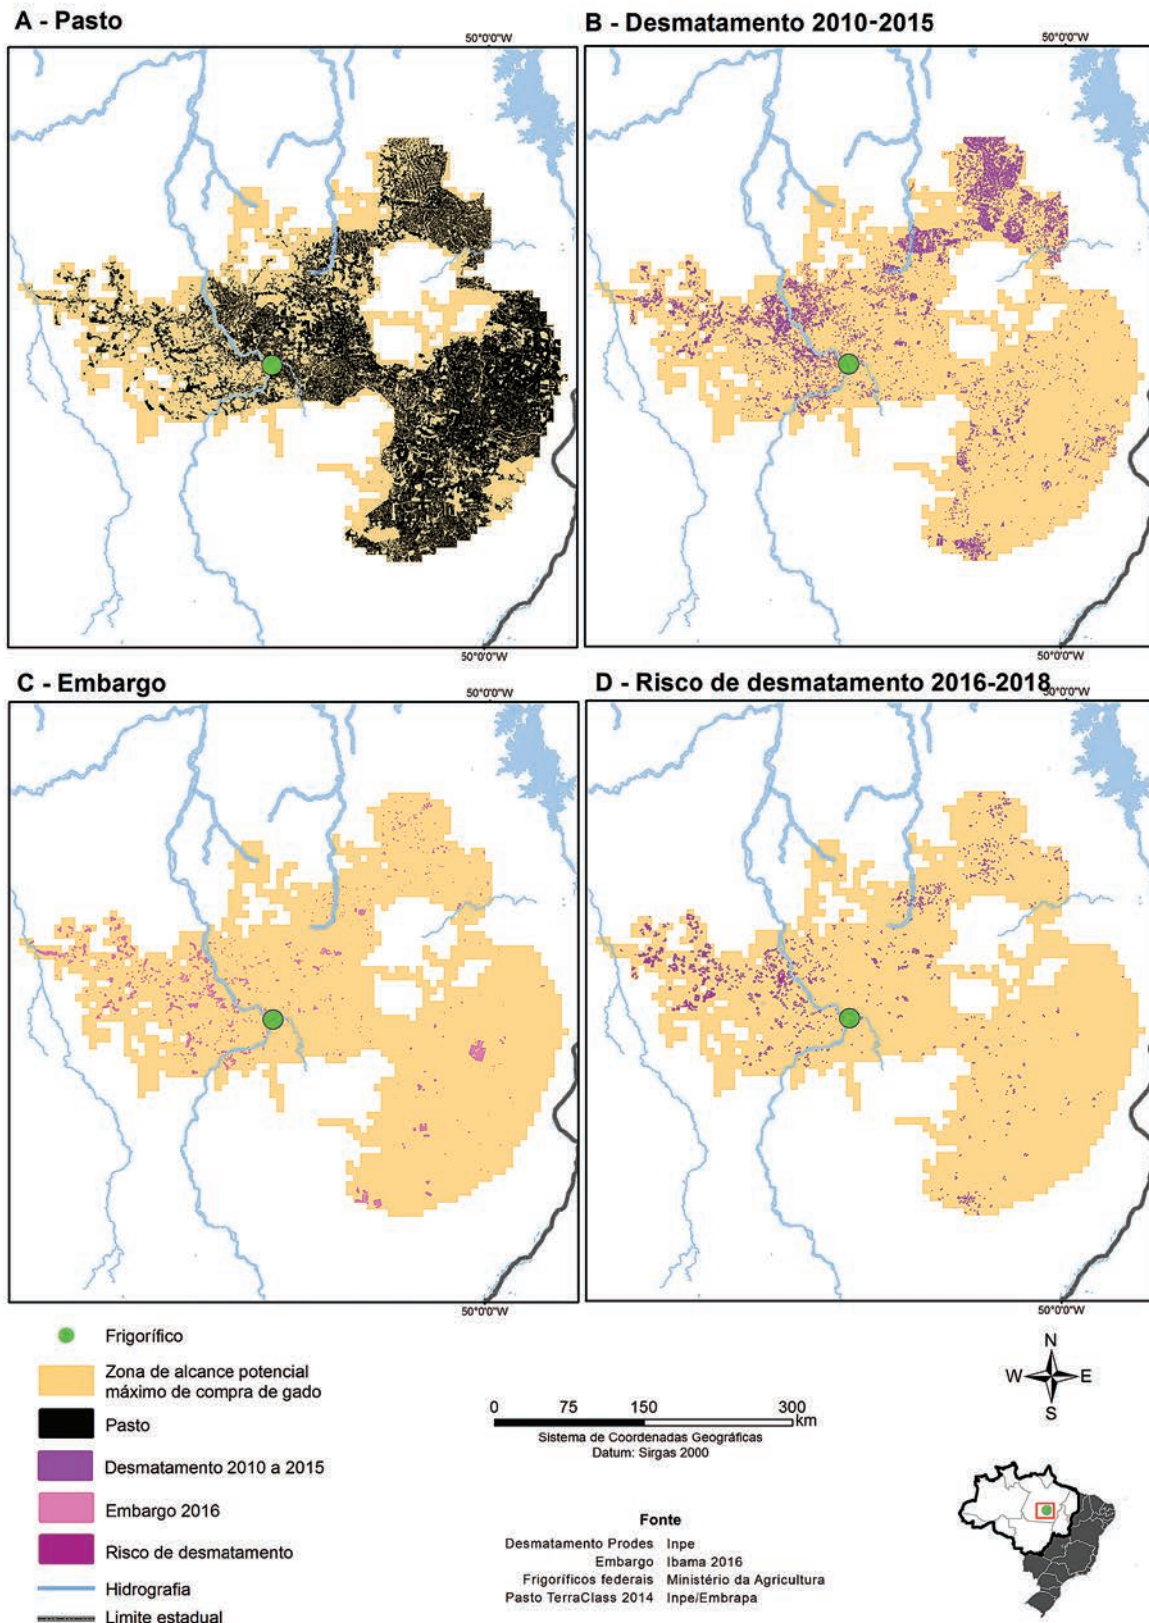 A - Pasto
B - Desmatamento 2010-2015
50°0'0"W
50°0'0"W
50°0'0"W
50°0'0"W
C - Embargo
D - Risco de desmatamento 2016-2018
50°0'0"W
50°0'0"W
50°0'0"W
50°0'0"W
Frigorífico
Zona de alcance potencial
máximo de compra de gado
Pasto
Desmatamento 2010 a 2015
Embargo 2016
Risco de desmatamento
Hidrografia
Limite estadual
0 75 150 300
km
Sistema de Coordenadas Geográficas
Datum: Sirgas 2000
Fonte
Desmatamento Prodes Inpe
Embargo Ibama 2016
Frigoríficos federais Ministério da Agricultura
Pasto TerraClass 2014 Inpe/Embrapa
N
W E
S